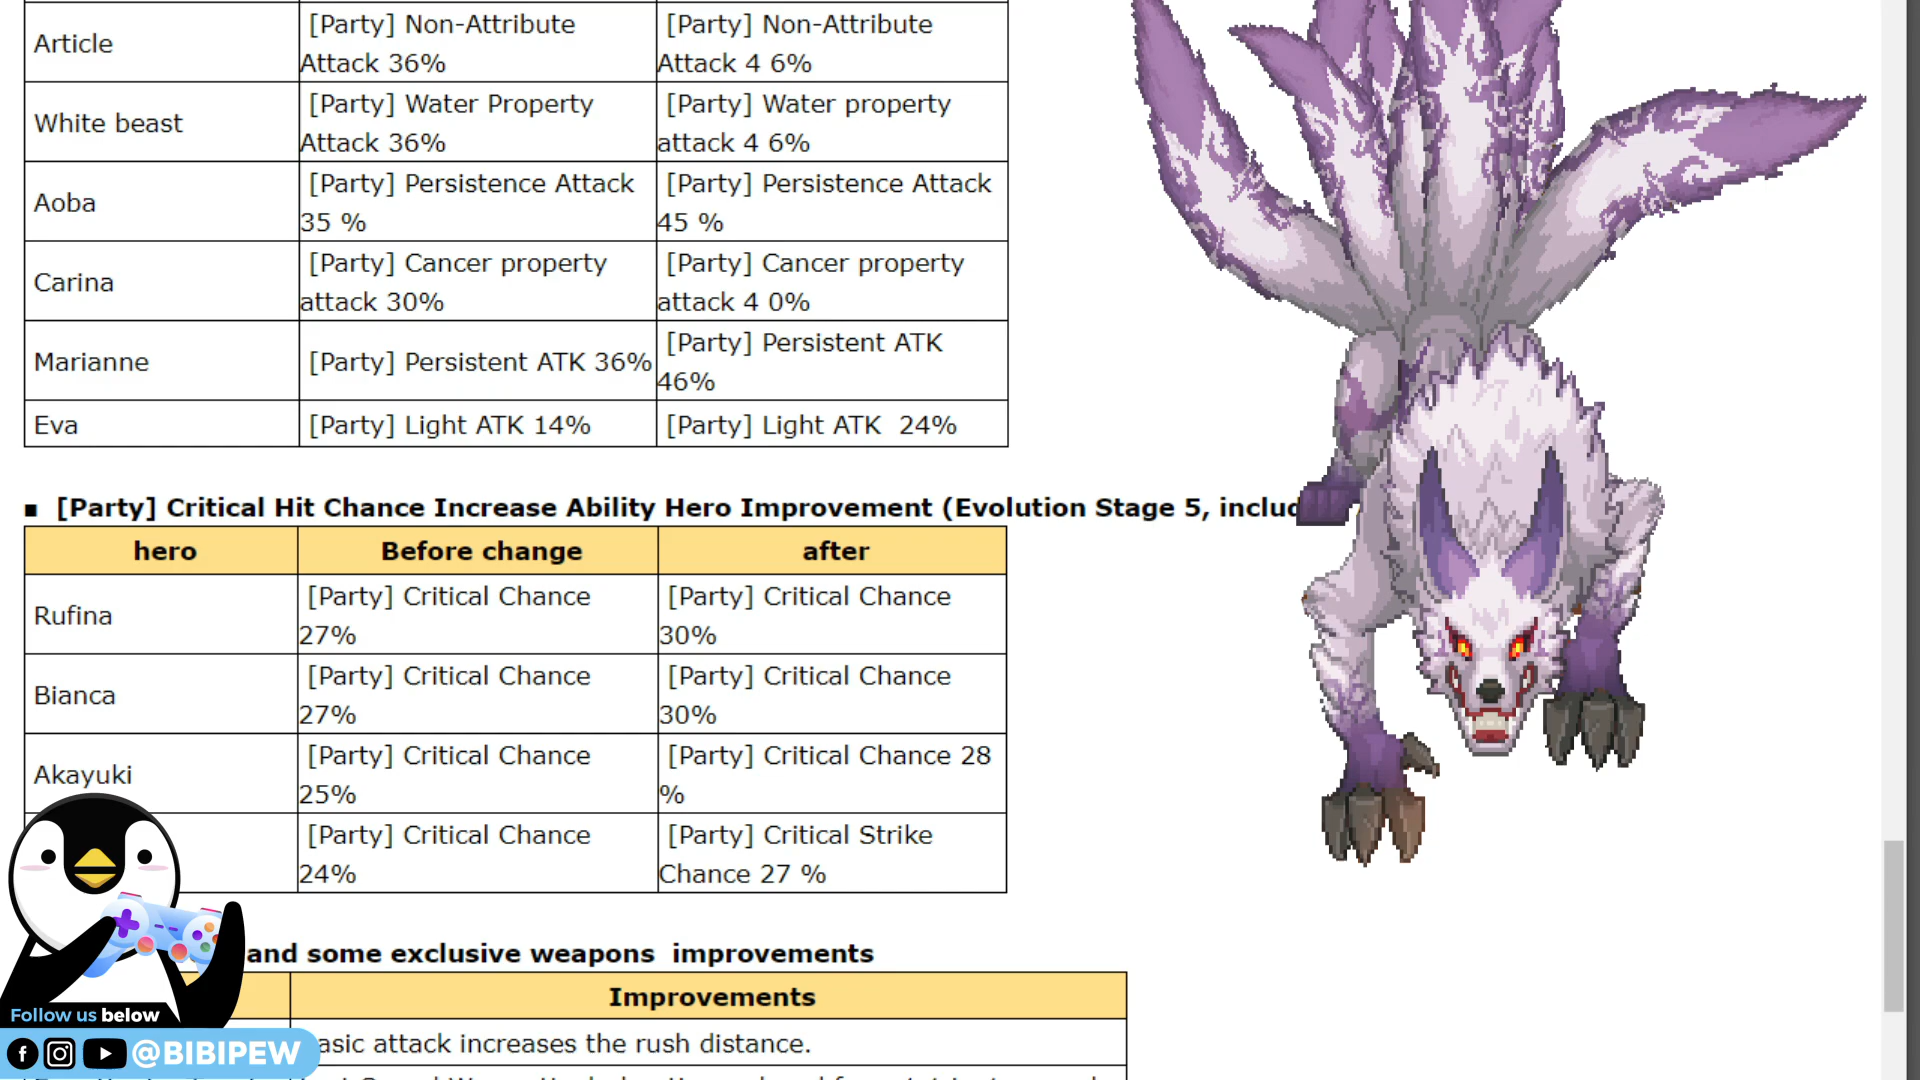 [Party] Non-Attribute [Party] Non-Attribute
Article
Attack 36% Attack 4 6%
[Party] Water Property [Party] Water property
White beast
Attack 36% attack 4 6%
[Party] Persistence Attack [Party] Persistence Attack
Aoba
35 % 45 %
[Party] Cancer property [Party] Cancer property
Carina
attack 30% attack 4 0%
[Party] Persistent ATK
Marianne [Party] Persistent ATK 36%
46%
Eva [Party] Light ATK 14% [Party] Light ATK 24%
■ [Party] Critical Hit Chance Increase Ability Hero Improvement (Evolution Stage 5, includ
hero Before change after
[Party] Critical Chance [Party] Critical Chance
Rufina
27% 30%
[Party] Critical Chance [Party] Critical Chance
Bianca
27% 30%
[Party] Critical Chance [Party] Critical Chance 28
Akayuki
25% %
[Party] Critical Chance [Party] Critical Strike
24% Chance 27 %
and some exclusive weapons improvements
Improvements
asic attack increases the rush distance.
Follow us below
@BIBIPEW